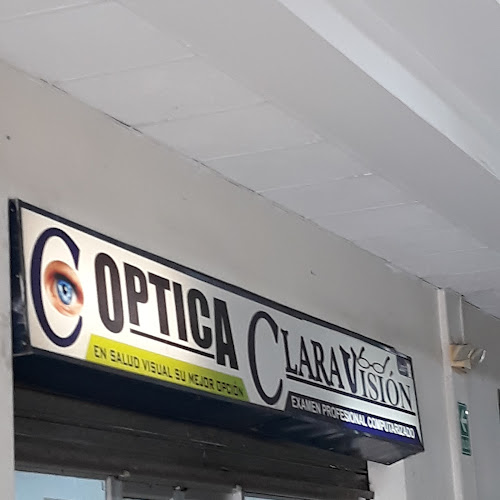 OPTICA
EN SALUD VISUAL SU MEJOR OPCIÓN
CLARAVISIÓN
EXAMEN PROFESIONAL COMPUTARIZADO